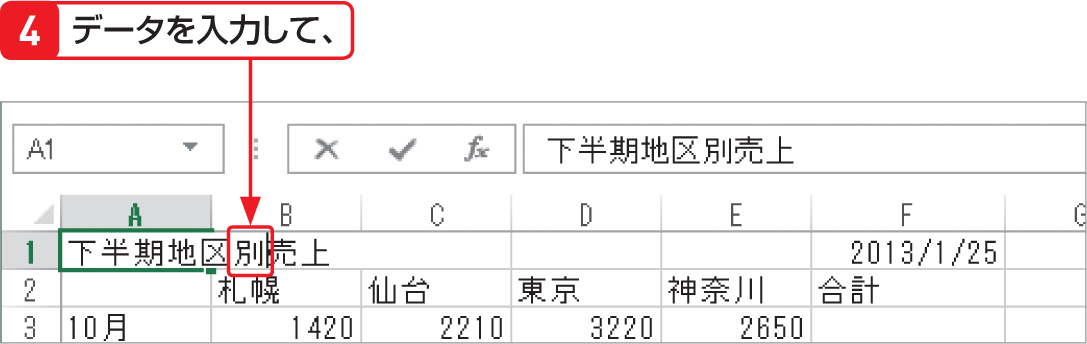 4 データを入力して、
A1 fx 下半期地区別売上
A B C D E F G
1 下半期地区別売上 2013/1/25
2 札幌 仙台 東京 神奈川 合計
3 10月 1420 2210 3220 2650